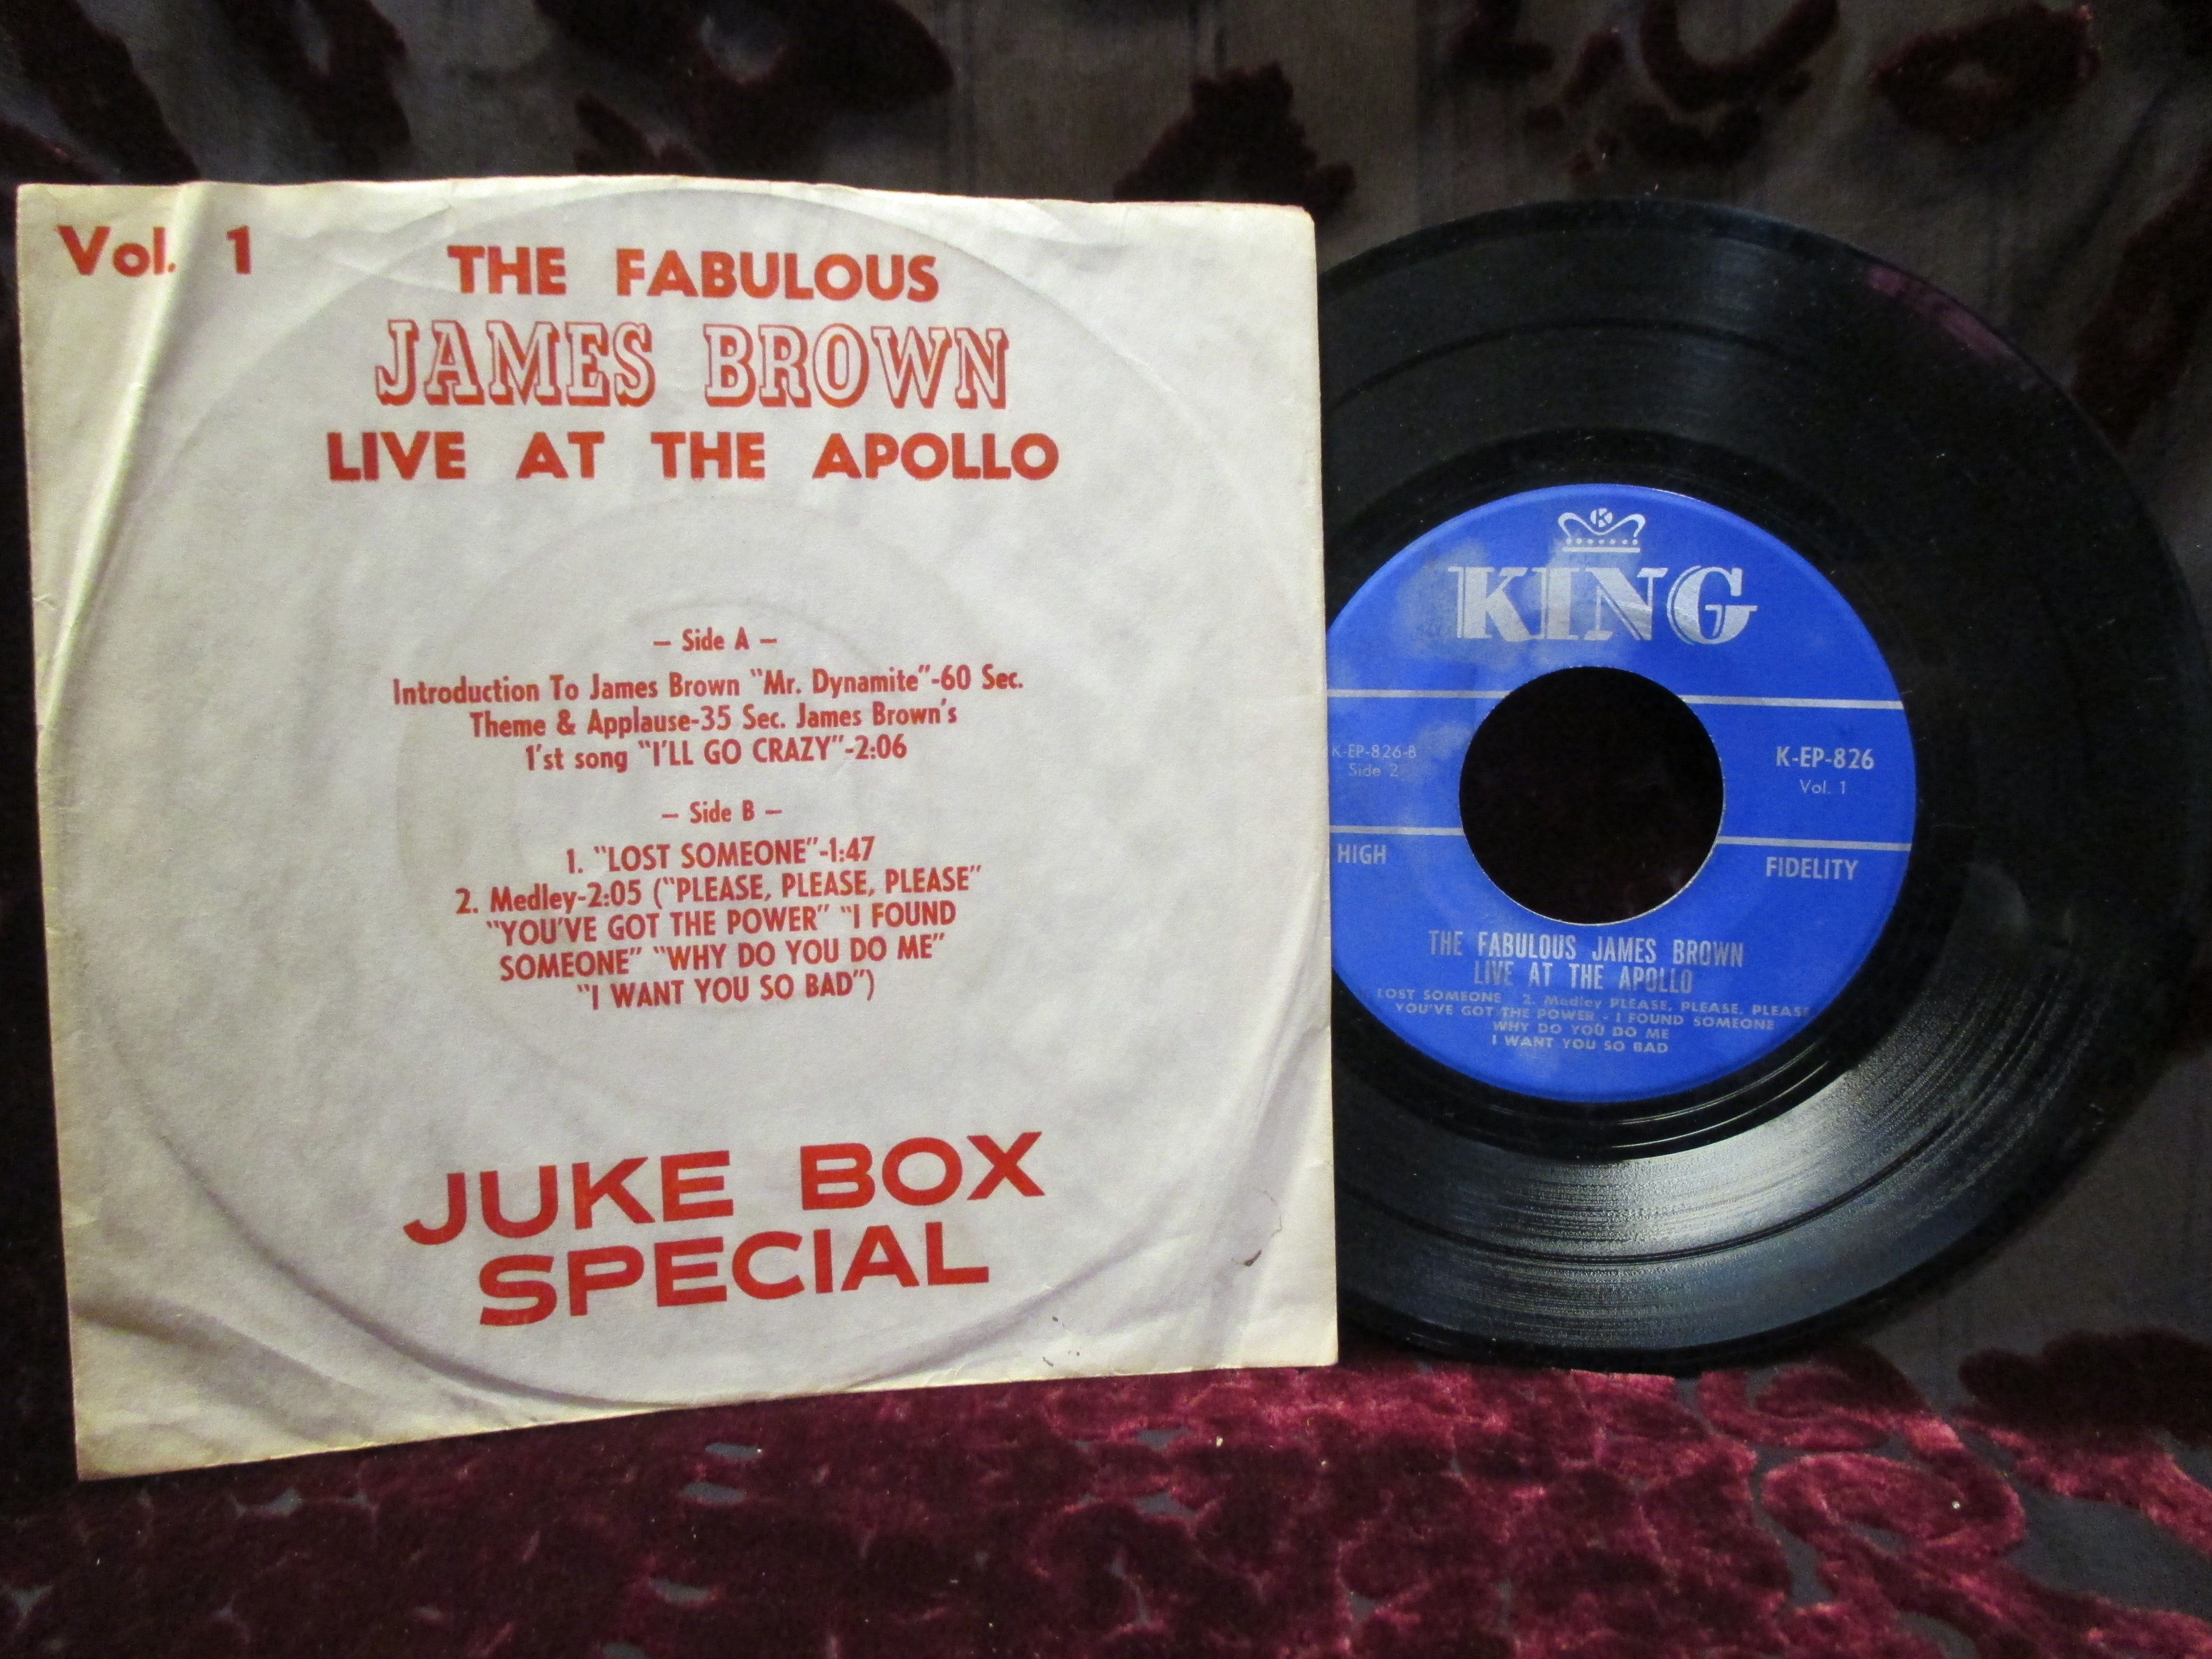 Vol. 1
THE FABULOUS
JAMES BROWN
LIVE AT THE APOLLO
– Side A –
Introduction To James Brown "Mr. Dynamite"-60 Sec.
Theme & Applause-35 Sec. James Brown's
1'st song "I'LL GO CRAZY"-2:06
– Side B –
1. "LOST SOMEONE"-1:47
2. Medley-2:05 ("PLEASE, PLEASE, PLEASE"
"YOU'VE GOT THE POWER" "I FOUND
SOMEONE" "WHY DO YOU DO ME"
"I WANT YOU SO BAD")
JUKE BOX
SPECIAL
K
KING
K-EP-826-B
Side 2
K-EP-826
Vol. 1
HIGH FIDELITY
THE FABULOUS JAMES BROWN
LIVE AT THE APOLLO
LOST SOMEONE 2. Medley PLEASE, PLEASE, PLEASE
YOU'VE GOT THE POWER - I FOUND SOMEONE
WHY DO YOU DO ME
I WANT YOU SO BAD